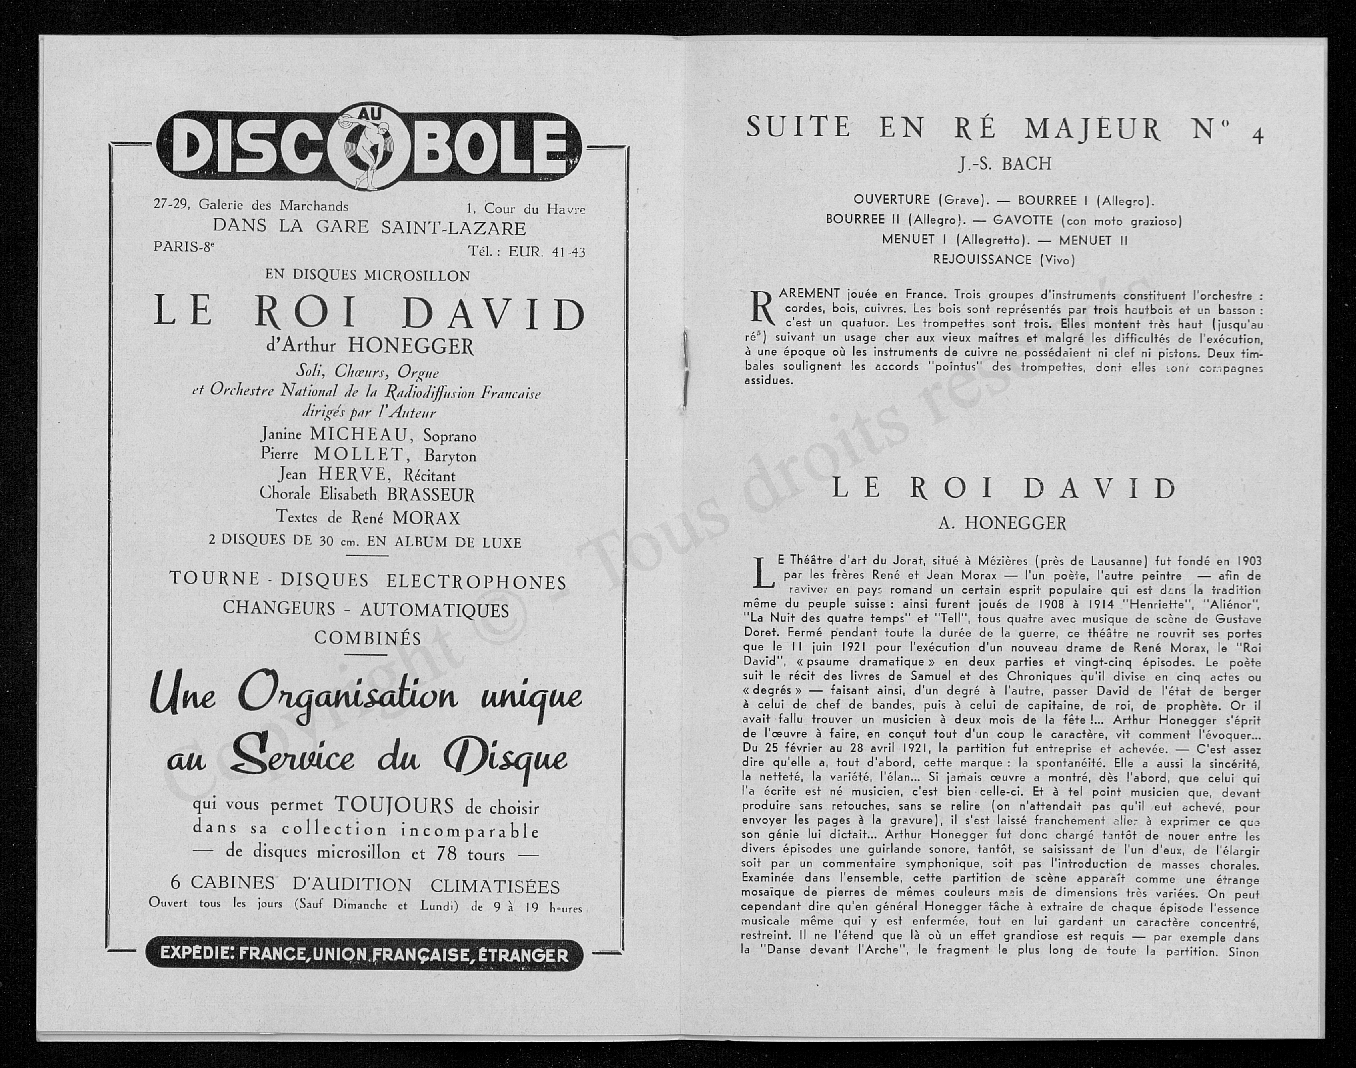 AU
DISCOBOLE
27-29, Galerie des Marchands 1, Cour du Havre
DANS LA GARE SAINT-LAZARE
PARIS-8e Tél. : EUR. 41-43
EN DISQUES MICROSILLON
LE ROI DAVID
d'Arthur HONEGGER
Soli, Chœurs, Orgue
et Orchestre National de la Radiodiffusion Francaise
dirigés par l'Auteur
Janine MICHEAU, Soprano
Pierre MOLLET, Baryton
Jean HERVE, Récitant
Chorale Elisabeth BRASSEUR
Textes de René MORAX
2 DISQUES DE 30 cm. EN ALBUM DE LUXE
TOURNE - DISQUES ELECTROPHONES
CHANGEURS - AUTOMATIQUES
COMBINÉS
Une Organisation unique
au Service du Disque
qui vous permet TOUJOURS de choisir
dans sa collection incomparable
— de disques microsillon et 78 tours —
6 CABINES D'AUDITION CLIMATISÉES
Ouvert tous les jours (Sauf Dimanche et Lundi) de 9 à 19 heures
EXPÉDIE: FRANCE, UNION FRANÇAISE, ÉTRANGER
SUITE EN RÉ MAJEUR N° 4
J.-S. BACH
OUVERTURE (Grave). — BOURREE I (Allegro).
BOURREE II (Allegro). — GAVOTTE (con moto grazioso)
MENUET I (Allegretto). — MENUET II
REJOUISSANCE (Vivo)
RAREMENT jouée en France. Trois groupes d'instruments constituent l'orchestre :
cordes, bois, cuivres. Les bois sont représentés par trois hautbois et un basson :
c'est un quatuor. Les trompettes sont trois. Elles montent très haut (jusqu'au
ré⁵) suivant un usage cher aux vieux maîtres et malgré les difficultés de l'exécution,
à une époque où les instruments de cuivre ne possédaient ni clef ni pistons. Deux tim-
bales soulignent les accords "pointus" des trompettes, dont elles sont compagnes
assidues.
LE ROI DAVID
A. HONEGGER
LE Théâtre d'art du Jorat, situé à Mézières (près de Lausanne) fut fondé en 1903
par les frères René et Jean Morax — l'un poète, l'autre peintre — afin de
raviver en pays romand un certain esprit populaire qui est dans la tradition
même du peuple suisse : ainsi furent joués de 1908 à 1914 "Henriette", "Aliénor",
"La Nuit des quatre temps" et "Tell", tous quatre avec musique de scène de Gustave
Doret. Fermé pendant toute la durée de la guerre, ce théâtre ne rouvrit ses portes
que le 11 juin 1921 pour l'exécution d'un nouveau drame de René Morax, le "Roi
David", « psaume dramatique » en deux parties et vingt-cinq épisodes. Le poète
suit le récit des livres de Samuel et des Chroniques qu'il divise en cinq actes ou
« degrés » — faisant ainsi, d'un degré à l'autre, passer David de l'état de berger
à celui de chef de bandes, puis à celui de capitaine, de roi, de prophète. Or il
avait fallu trouver un musicien à deux mois de la fête !... Arthur Honegger s'éprit
de l'œuvre à faire, en conçut tout d'un coup le caractère, vit comment l'évoquer...
Du 25 février au 28 avril 1921, la partition fut entreprise et achevée. — C'est assez
dire qu'elle a, tout d'abord, cette marque : la spontanéité. Elle a aussi la sincérité,
la netteté, la variété, l'élan... Si jamais œuvre a montré, dès l'abord, que celui qui
l'a écrite est né musicien, c'est bien celle-ci. Et à tel point musicien que, devant
produire sans retouches, sans se relire (on n'attendait pas qu'il eut achevé, pour
envoyer les pages à la gravure), il s'est laissé franchement aller à exprimer ce que
son génie lui dictait... Arthur Honegger fut donc chargé tantôt de nouer entre les
divers épisodes une guirlande sonore, tantôt, se saisissant de l'un d'eux, de l'élargir
soit par un commentaire symphonique, soit pas l'introduction de masses chorales.
Examinée dans l'ensemble, cette partition de scène apparaît comme une étrange
mosaïque de pierres de mêmes couleurs mais de dimensions très variées. On peut
cependant dire qu'en général Honegger tâche à extraire de chaque épisode l'essence
musicale même qui y est enfermée, tout en lui gardant un caractère concentré,
restreint. Il ne l'étend que là où un effet grandiose est requis — par exemple dans
la "Danse devant l'Arche", le fragment le plus long de toute la partition. Sinon
Copyright © - Tous droits reservés